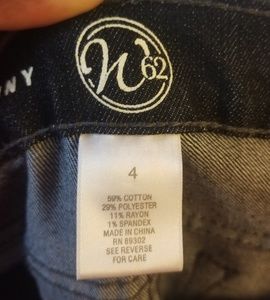 NY
W
62
4
59% COTTON
29% POLYESTER
11% RAYON
1% SPANDEX
MADE IN CHINA
RN 89302
SEE REVERSE
FOR CARE